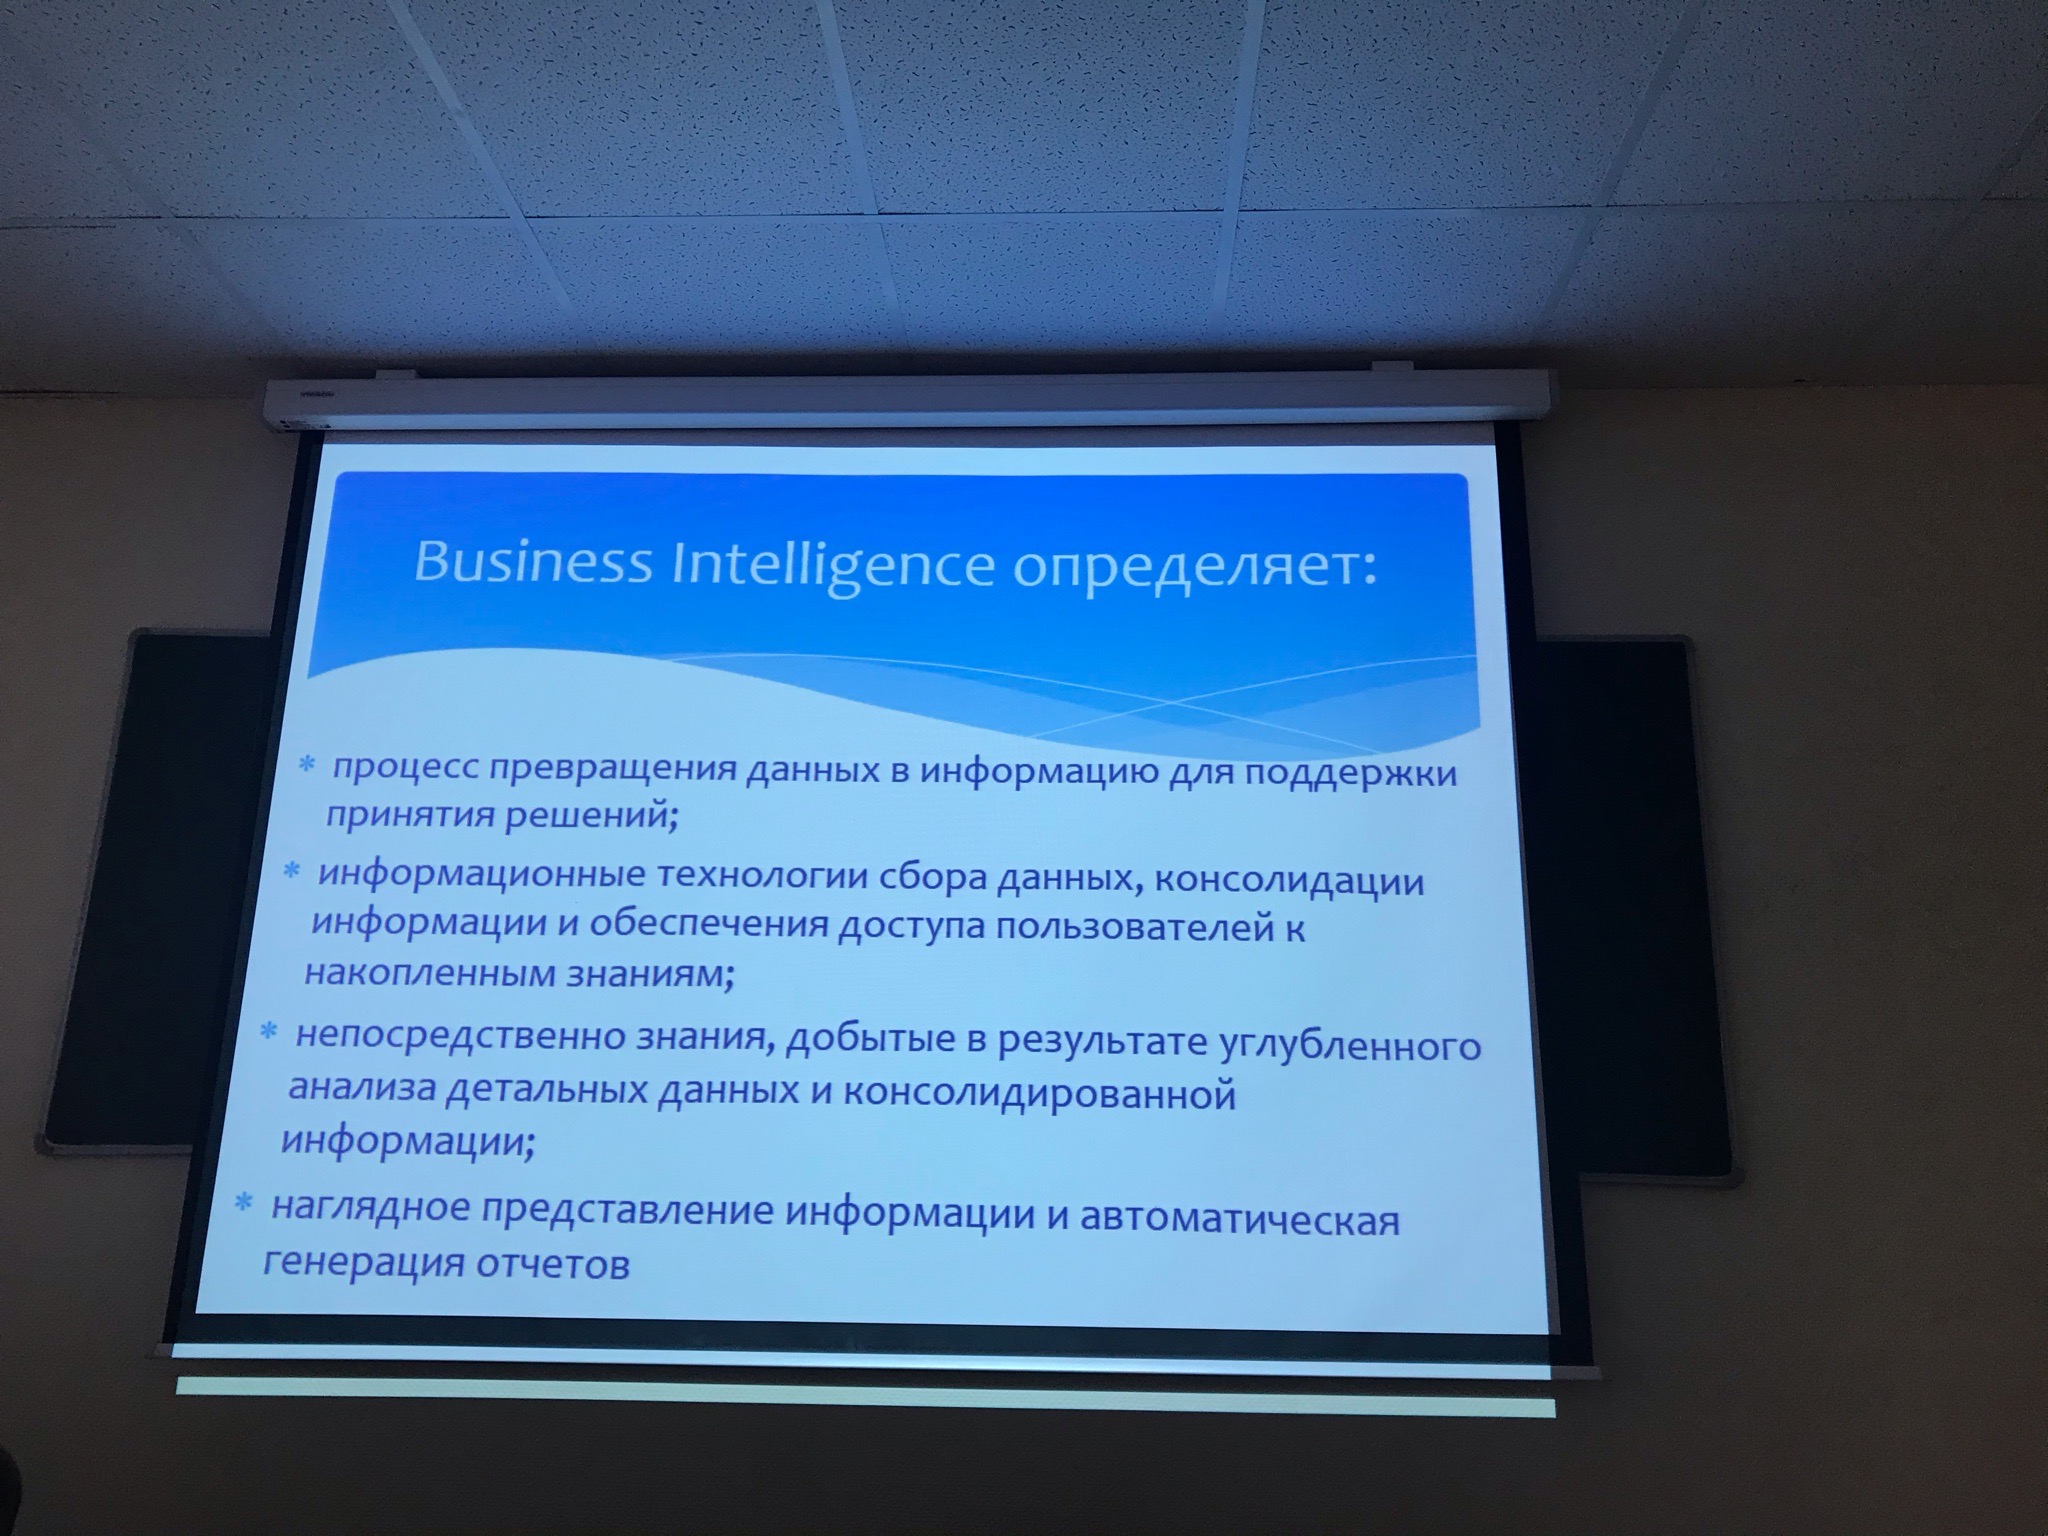 Business Intelligence определяет:
* процесс превращения данных в информацию для поддержки
принятия решений;
* информационные технологии сбора данных, консолидации
информации и обеспечения доступа пользователей к
накопленным знаниям;
* непосредственно знания, добытые в результате углубленного
анализа детальных данных и консолидированной
информации;
* наглядное представление информации и автоматическая
генерация отчетов